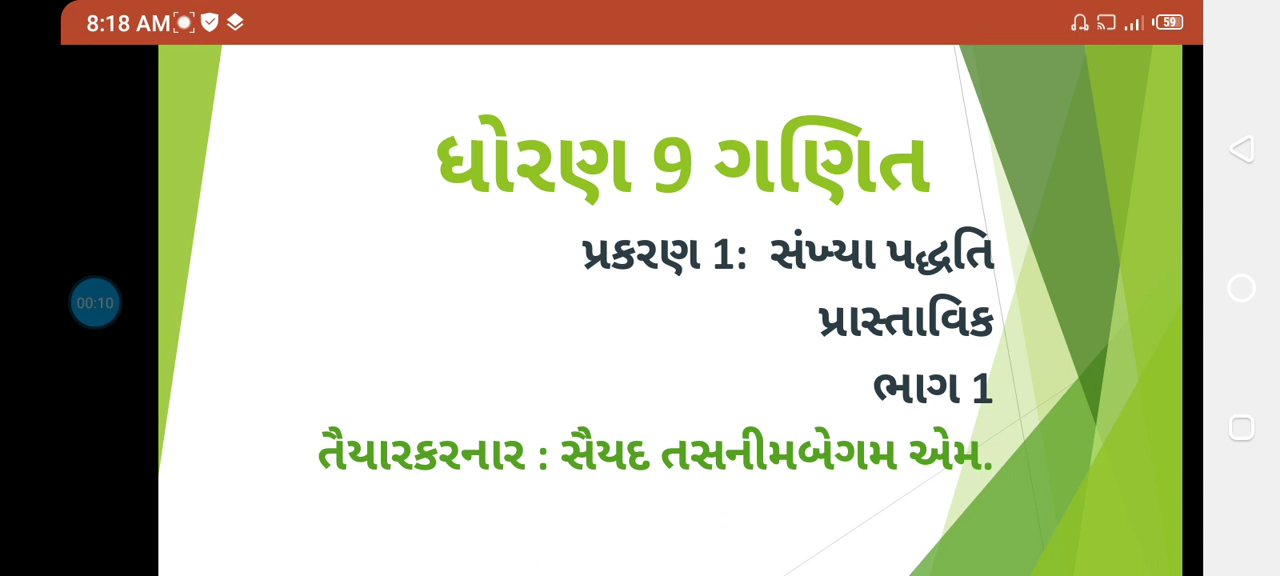 8:18 AM
59
00:10
ધોરણ 9 ગણિત
પ્રકરણ 1: સંખ્યા પદ્ધતિ
પ્રાસ્તાવિક
ભાગ 1
તૈયારકરનાર : સૈયદ તસનીમબેગમ એમ.